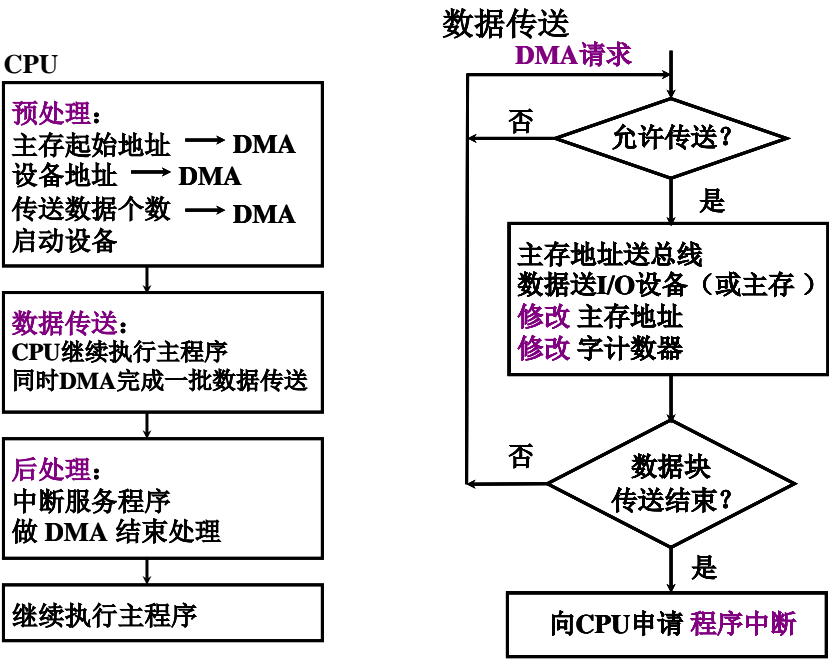 CPU
预处理：
主存起始地址 → DMA
设备地址 → DMA
传送数据个数 → DMA
启动设备
数据传送：
CPU继续执行主程序
同时DMA完成一批数据传送
后处理：
中断服务程序
做 DMA 结束处理
继续执行主程序
数据传送
DMA请求
允许传送？
否
是
主存地址送总线
数据送I/O设备（或主存 ）
修改 主存地址
修改 字计数器
数据块
传送结束？
否
是
向CPU申请 程序中断